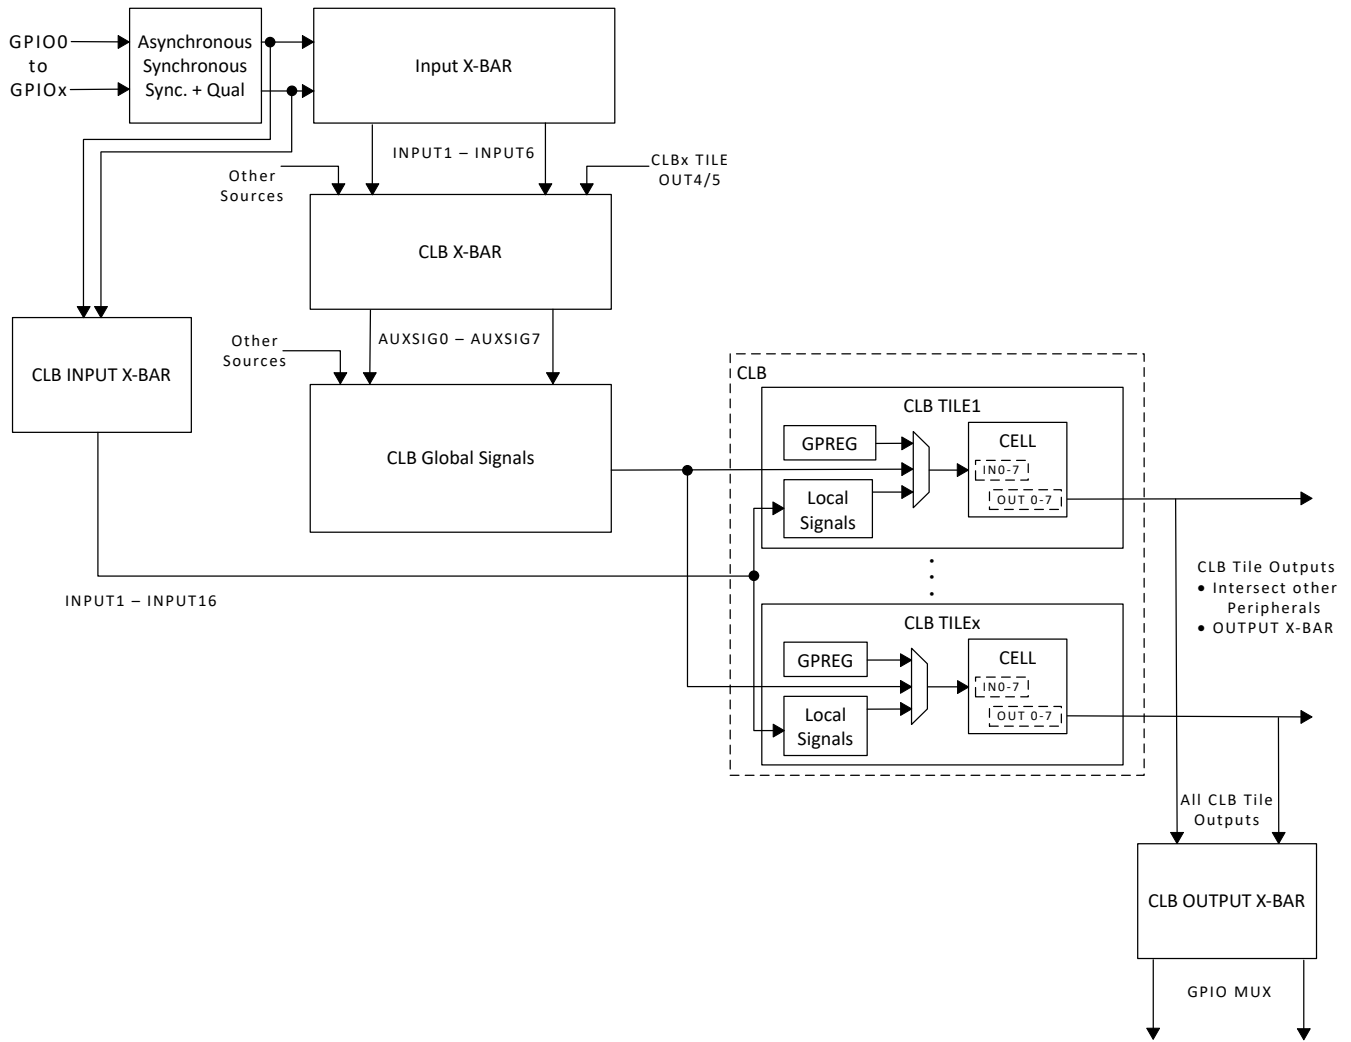 GPIO0
to
GPIOx
Asynchronous
Synchronous
Sync. + Qual
Input X-BAR
INPUT1 – INPUT6
Other
Sources
CLBx TILE
OUT4/5
CLB X-BAR
AUXSIG0 – AUXSIG7
Other
Sources
CLB INPUT X-BAR
CLB Global Signals
INPUT1 – INPUT16
CLB
CLB TILE1
GPREG
Local
Signals
CELL
IN0-7
OUT 0-7
CLB TILEx
GPREG
Local
Signals
CELL
IN0-7
OUT 0-7
CLB Tile Outputs
• Intersect other
Peripherals
• OUTPUT X-BAR
All CLB Tile
Outputs
CLB OUTPUT X-BAR
GPIO MUX